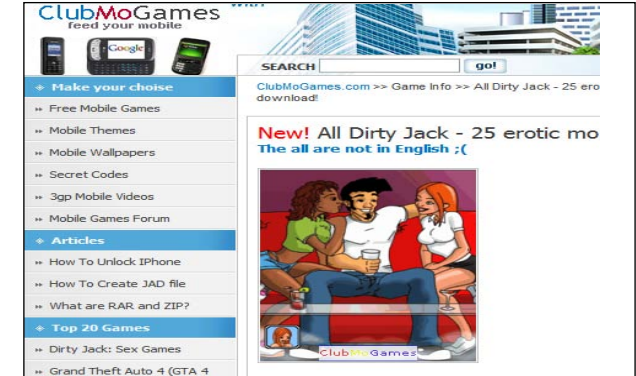 ClubMoGames
feed your mobile
Google
SEARCH
go!
Make your choise
Free Mobile Games
Mobile Themes
Mobile Wallpapers
Secret Codes
3gp Mobile Videos
Mobile Games Forum
Articles
How To Unlock IPhone
How To Create JAD file
What are RAR and ZIP?
Top 20 Games
Dirty Jack: Sex Games
Grand Theft Auto 4 (GTA 4
ClubMoGames.com >> Game Info >> All Dirty Jack - 25 ero
download!
New! All Dirty Jack - 25 erotic mo
The all are not in English ;(
ClubMoGames